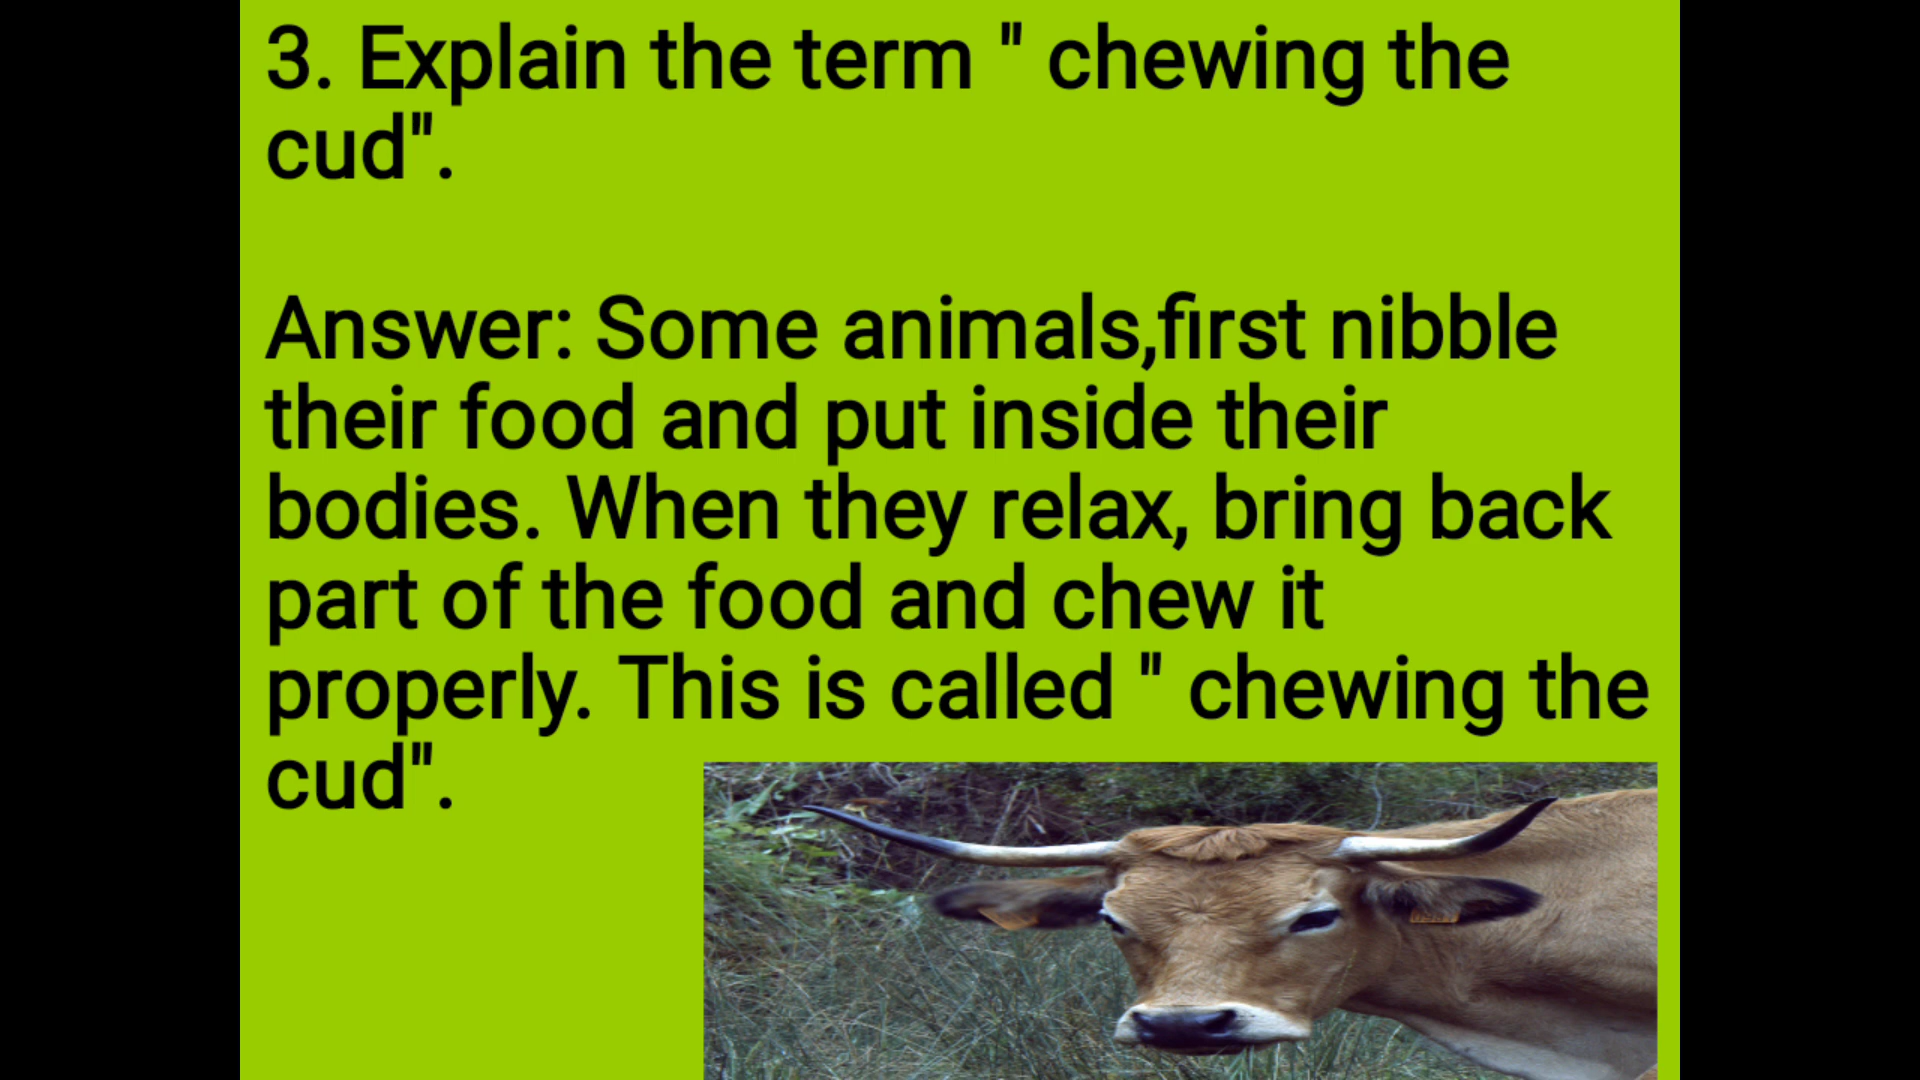 3. Explain the term " chewing the
cud".
Answer: Some animals,first nibble
their food and put inside their
bodies. When they relax, bring back
part of the food and chew it
properly. This is called " chewing the
cud".